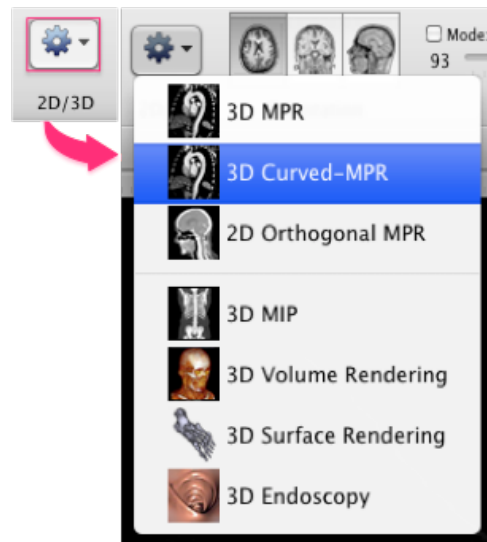 2D/3D
Mode:
93
3D MPR
3D Curved-MPR
2D Orthogonal MPR
3D MIP
3D Volume Rendering
3D Surface Rendering
3D Endoscopy